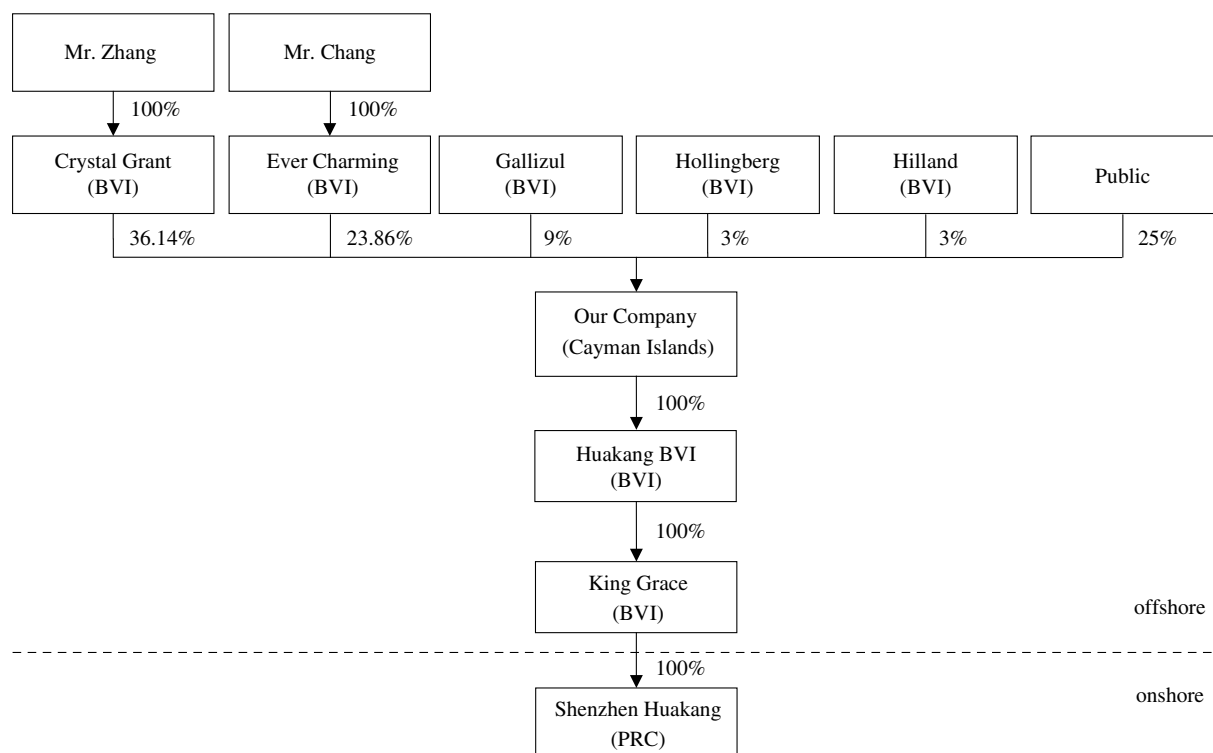 Mr. Zhang
Mr. Chang
100%
100%
Crystal Grant
(BVI)
Ever Charming
(BVI)
Gallizul
(BVI)
Hollingberg
(BVI)
Hilland
(BVI)
Public
36.14%
23.86%
9%
3%
3%
25%
Our Company
(Cayman Islands)
100%
Huakang BVI
(BVI)
100%
King Grace
(BVI)
offshore
100%
onshore
Shenzhen Huakang
(PRC)